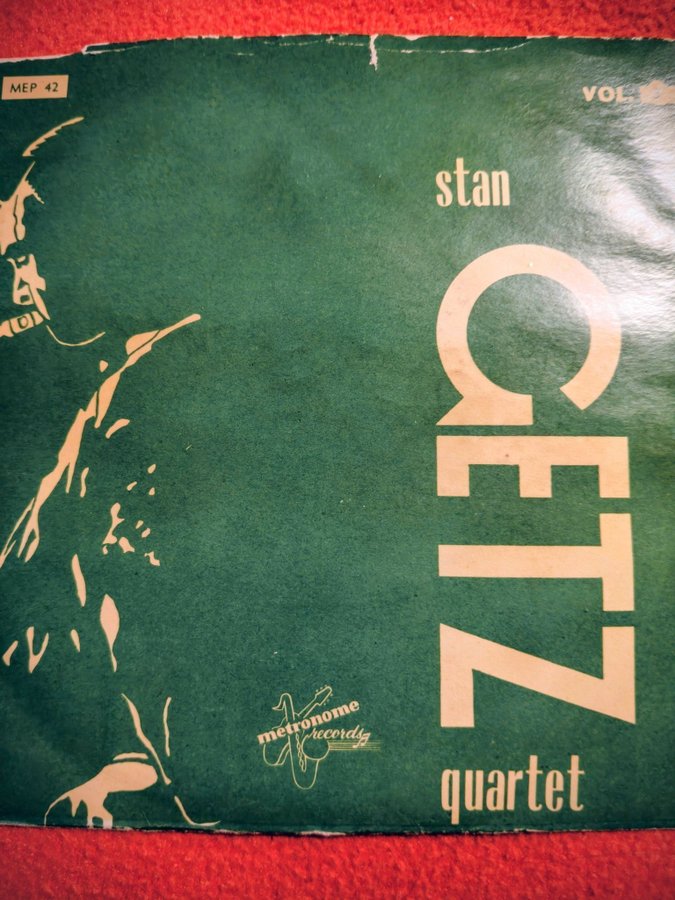 MEP 42
VOL.
stan
GETZ
quartet
metronome
records